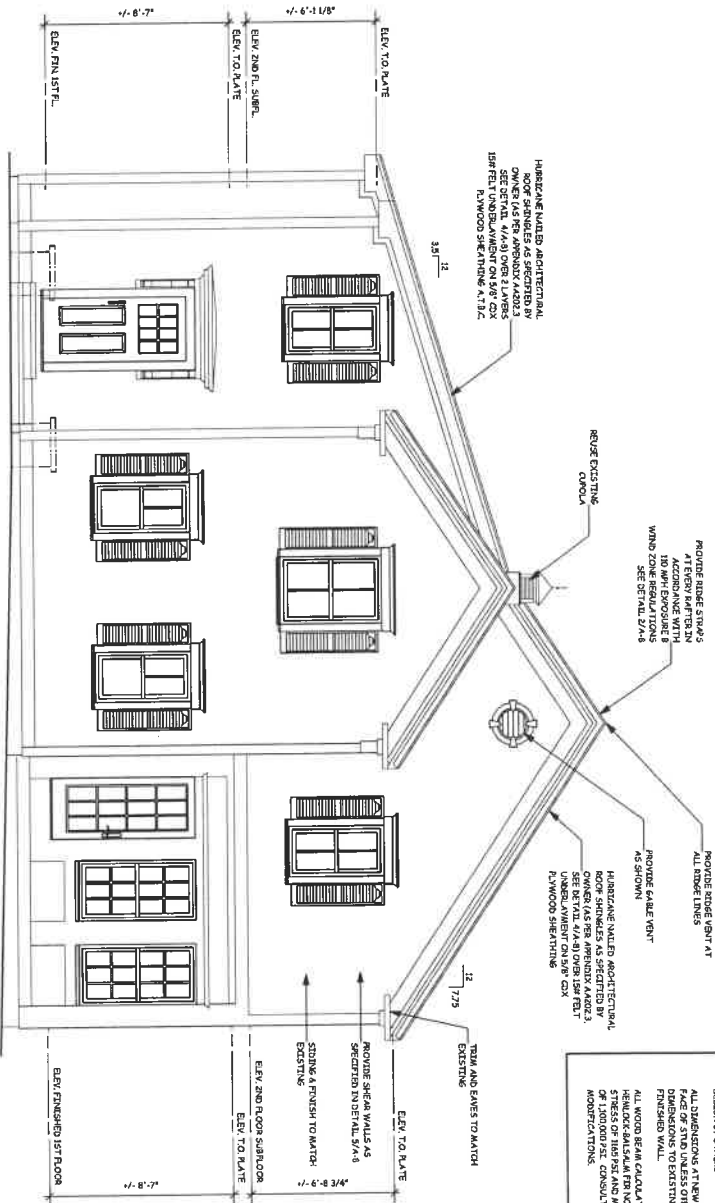 ELEV. T.O. PLATE
+/- 6'-1 1/8"
ELEV. 2ND FL. SUBFL.
ELEV. T.O. PLATE
+/- 8'-7"
ELEV. FIN. 1ST FL.
HURRICANE NAILED ARCHITECTURAL
ROOF SHINGLES AS SPECIFIED BY
OWNER (AS PER APPENDIX AA202.3
SEE DETAIL 4/A-8) OVER 2 LAYERS
15# FELT UNDERLAYMENT ON 5/8" CDX
PLYWOOD SHEATHING A.T.B.C.
12
3.5
REUSE EXISTING
CUPOLA
PROVIDE RIDGE STRAPS
AT EVERY RAFTER IN
ACCORDANCE WITH
110 MPH EXPOSURE B
WIND ZONE REGULATIONS
SEE DETAIL 2/A-8
PROVIDE RIDGE VENT AT
ALL RIDGE LINES
PROVIDE GABLE VENT
AS SHOWN
HURRICANE NAILED ARCHITECTURAL
ROOF SHINGLES AS SPECIFIED BY
OWNER (AS PER APPENDIX AA202.3,
SEE DETAIL 4/A-8) OVER 15# FELT
UNDERLAYMENT ON 5/8" CDX
PLYWOOD SHEATHING
12
7.75
TRIM AND EAVES TO MATCH
EXISTING
PROVIDE SHEAR WALLS AS
SPECIFIED IN DETAIL 5/A-8
SIDING & FINISH TO MATCH
EXISTING
ELEV. T.O. PLATE
+/- 6'-8 3/4"
ELEV. 2ND FLOOR SUBFLOOR
ELEV. T.O. PLATE
+/- 8'-7"
ELEV. FINISHED 1ST FLOOR
ALL DIMENSIONS AT NEW
FACE OF STUD UNLESS
DIMENSIONS TO
FINISHED WALL.
ALL WOOD BEAM
HEMLOCK-BALSAM FIR
STRESS OF 1185 PSI AND
OF 1,300,000 PSI.
MODIFICATIONS.